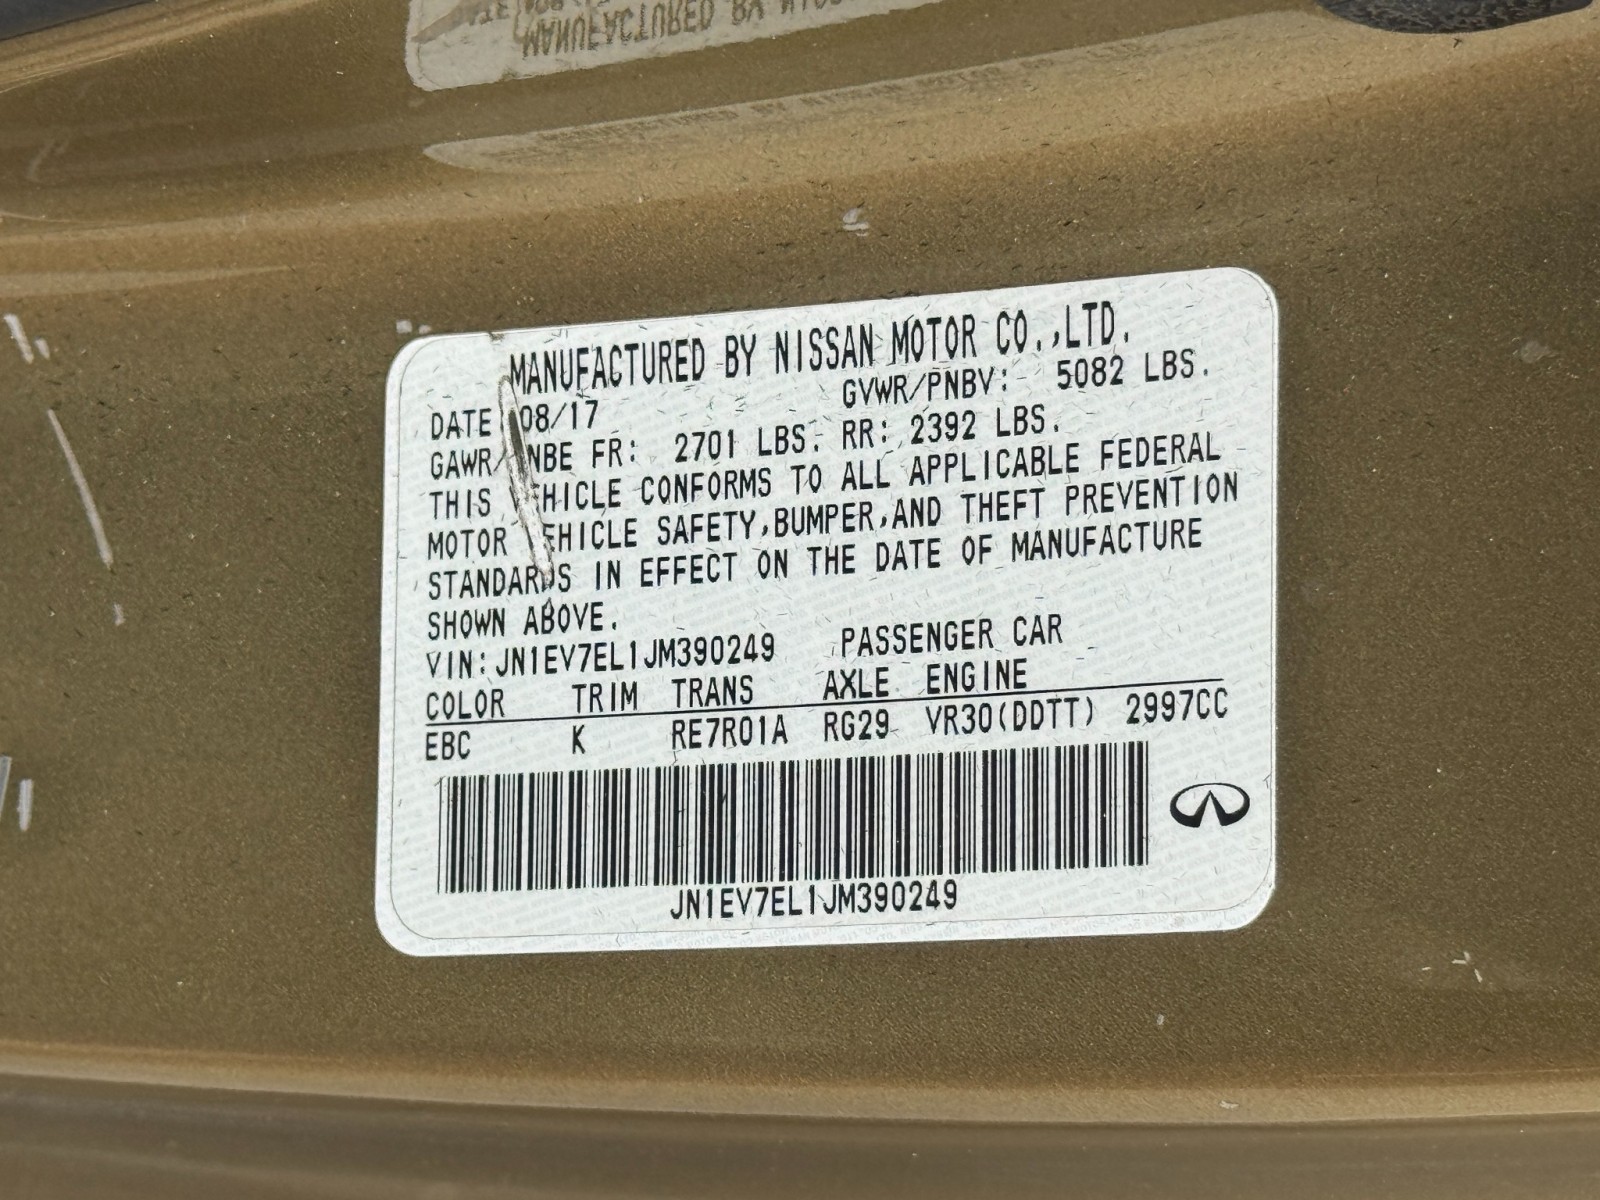 MANUFACTURED BY NISSAN MOTOR CO.,LTD.
DATE 08/17 GVWR/PNBV: 5082 LBS.
GAWR/ NBE FR: 2701 LBS. RR: 2392 LBS.
THIS VEHICLE CONFORMS TO ALL APPLICABLE FEDERAL
MOTOR VEHICLE SAFETY,BUMPER,AND THEFT PREVENTION
STANDARDS IN EFFECT ON THE DATE OF MANUFACTURE
SHOWN ABOVE.
VIN:JN1EV7EL1JM390249 PASSENGER CAR
COLOR TRIM TRANS AXLE ENGINE
EBC K RE7R01A RG29 VR30(DDTT) 2997CC
JN1EV7EL1JM390249